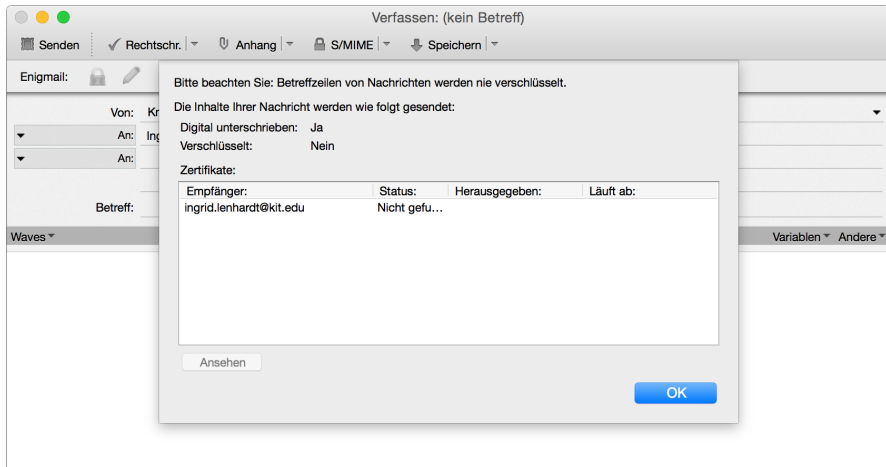 Verfassen: (kein Betreff)
Senden Rechtschr. Anhang S/MIME Speichern
Enigmail:
Bitte beachten Sie: Betreffzeilen von Nachrichten werden nie verschlüsselt.
Die Inhalte Ihrer Nachricht werden wie folgt gesendet:
Von: Kr
Digital unterschrieben: Ja
An: Ing
Verschlüsselt: Nein
An:
Zertifikate:
Empfänger: Status: Herausgegeben: Läuft ab:
Betreff:
ingrid.lenhardt@kit.edu Nicht gefu...
Waves Variablen Andere
Ansehen
OK